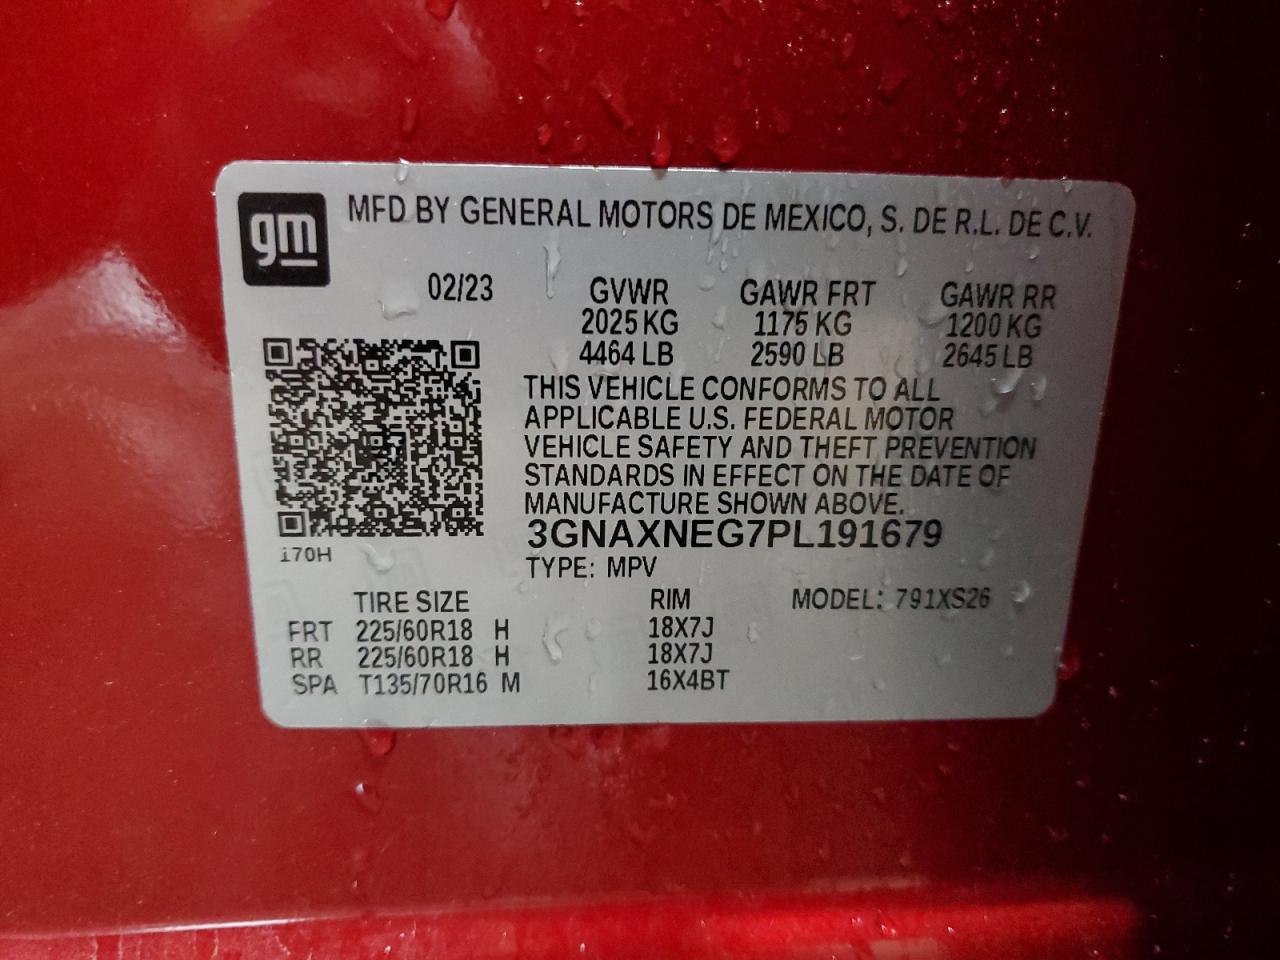 gm MFD BY GENERAL MOTORS DE MEXICO, S. DE R.L. DE C.V.
02/23 GVWR GAWR FRT GAWR RR
2025 KG 1175 KG 1200 KG
4464 LB 2590 LB 2645 LB
THIS VEHICLE CONFORMS TO ALL
APPLICABLE U.S. FEDERAL MOTOR
VEHICLE SAFETY AND THEFT PREVENTION
STANDARDS IN EFFECT ON THE DATE OF
MANUFACTURE SHOWN ABOVE.
3GNAXNEG7PL191679
170H
TYPE: MPV
TIRE SIZE RIM MODEL: 791XS26
FRT 225/60R18 H 18X7J
RR 225/60R18 H 18X7J
SPA T135/70R16 M 16X4BT